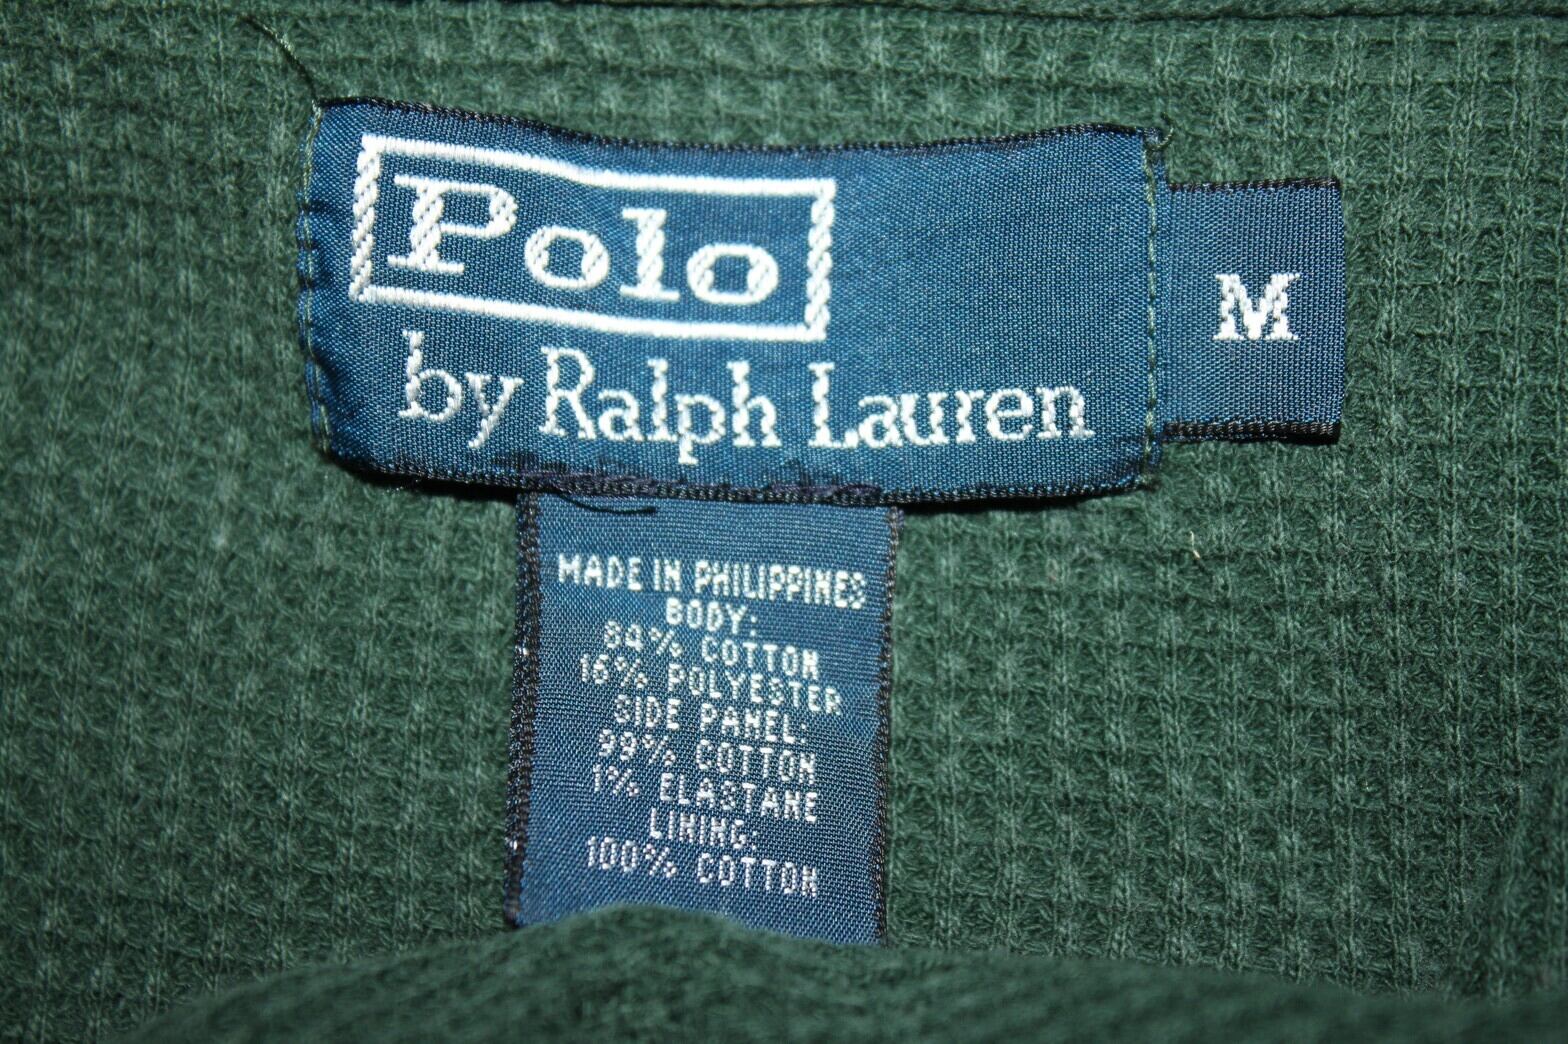 Polo
by Ralph Lauren
M
MADE IN PHILIPPINES
BODY:
84% COTTON
16% POLYESTER
SIDE PANEL:
99% COTTON
1% ELASTANE
LINING:
100% COTTON